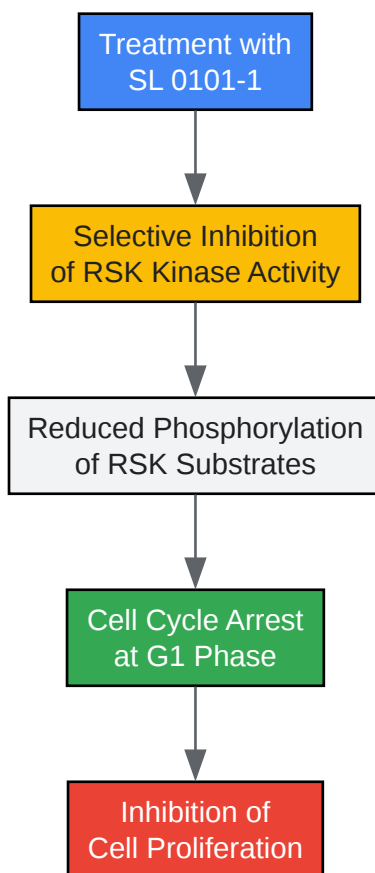 Treatment with
SL 0101-1
Selective Inhibition
of RSK Kinase Activity
Reduced Phosphorylation
of RSK Substrates
Cell Cycle Arrest
at G1 Phase
Inhibition of
Cell Proliferation